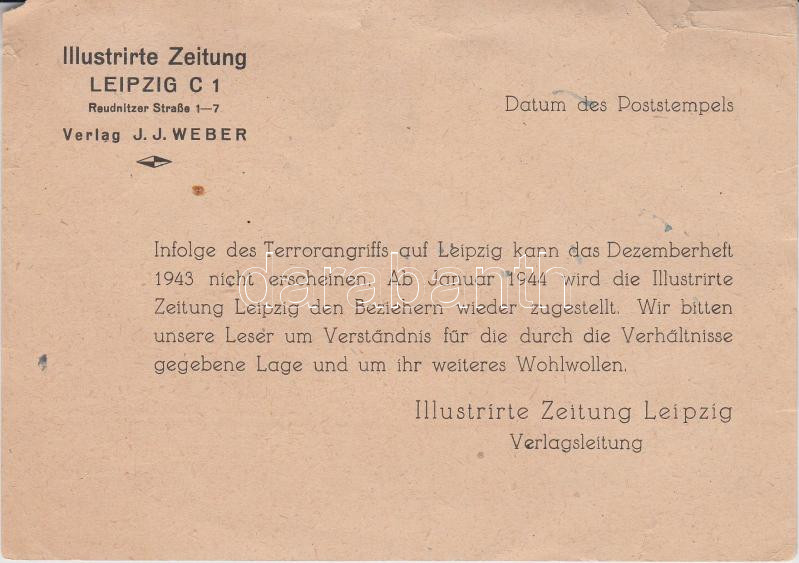 Illustrirte Zeitung
LEIPZIG C 1
Reudnitzer Straße 1—7
Verlag J. J. WEBER
Datum des Poststempels
Infolge des Terrorangriffs auf Leipzig kann das Dezemberheft
1943 nicht erscheinen. Ab Januar 1944 wird die Illustrirte
Zeitung Leipzig den Beziehern wieder zugestellt. Wir bitten
unsere Leser um Verständnis für die durch die Verhältnisse
gegebene Lage und um ihr weiteres Wohlwollen.
Illustrirte Zeitung Leipzig
Verlagsleitung
darabanth